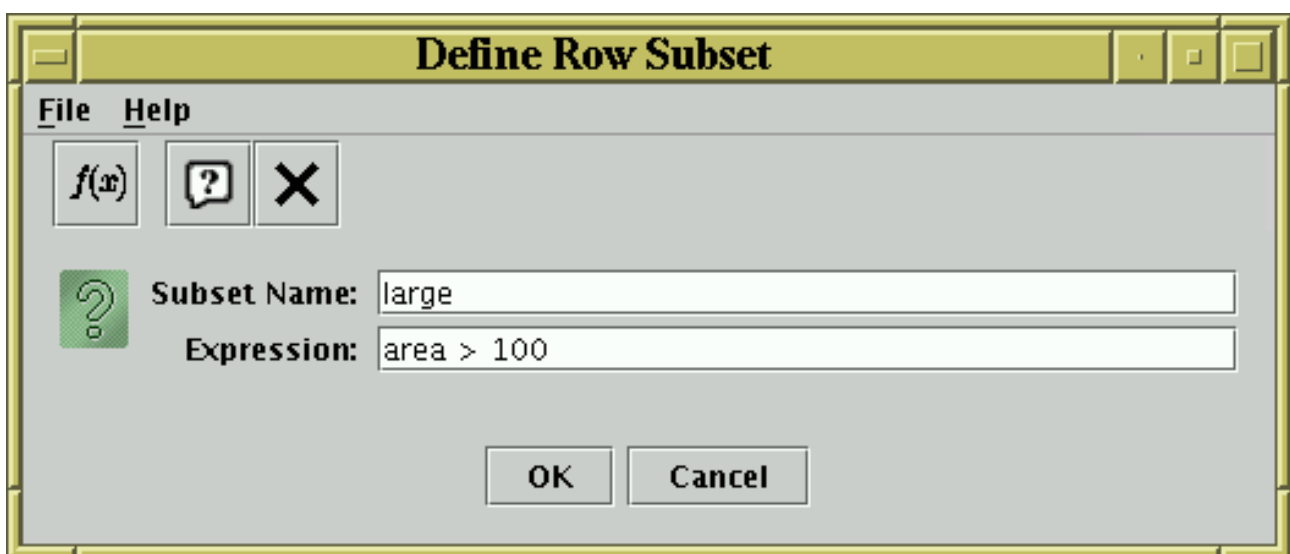 Define Row Subset
File Help
f(x) ?
Subset Name: large
Expression: area > 100
OK Cancel